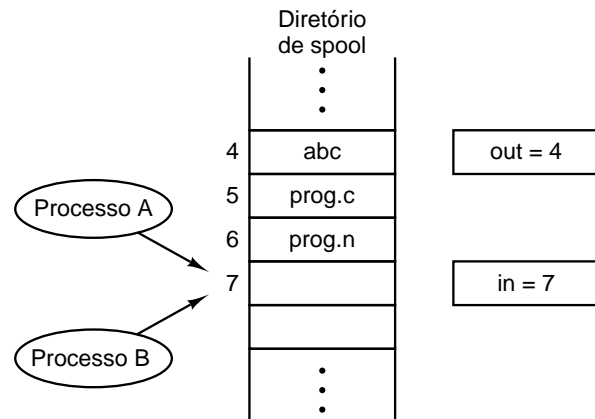 Diretório
de spool
4 abc out = 4
Processo A
5 prog.c
6 prog.n
7 in = 7
Processo B